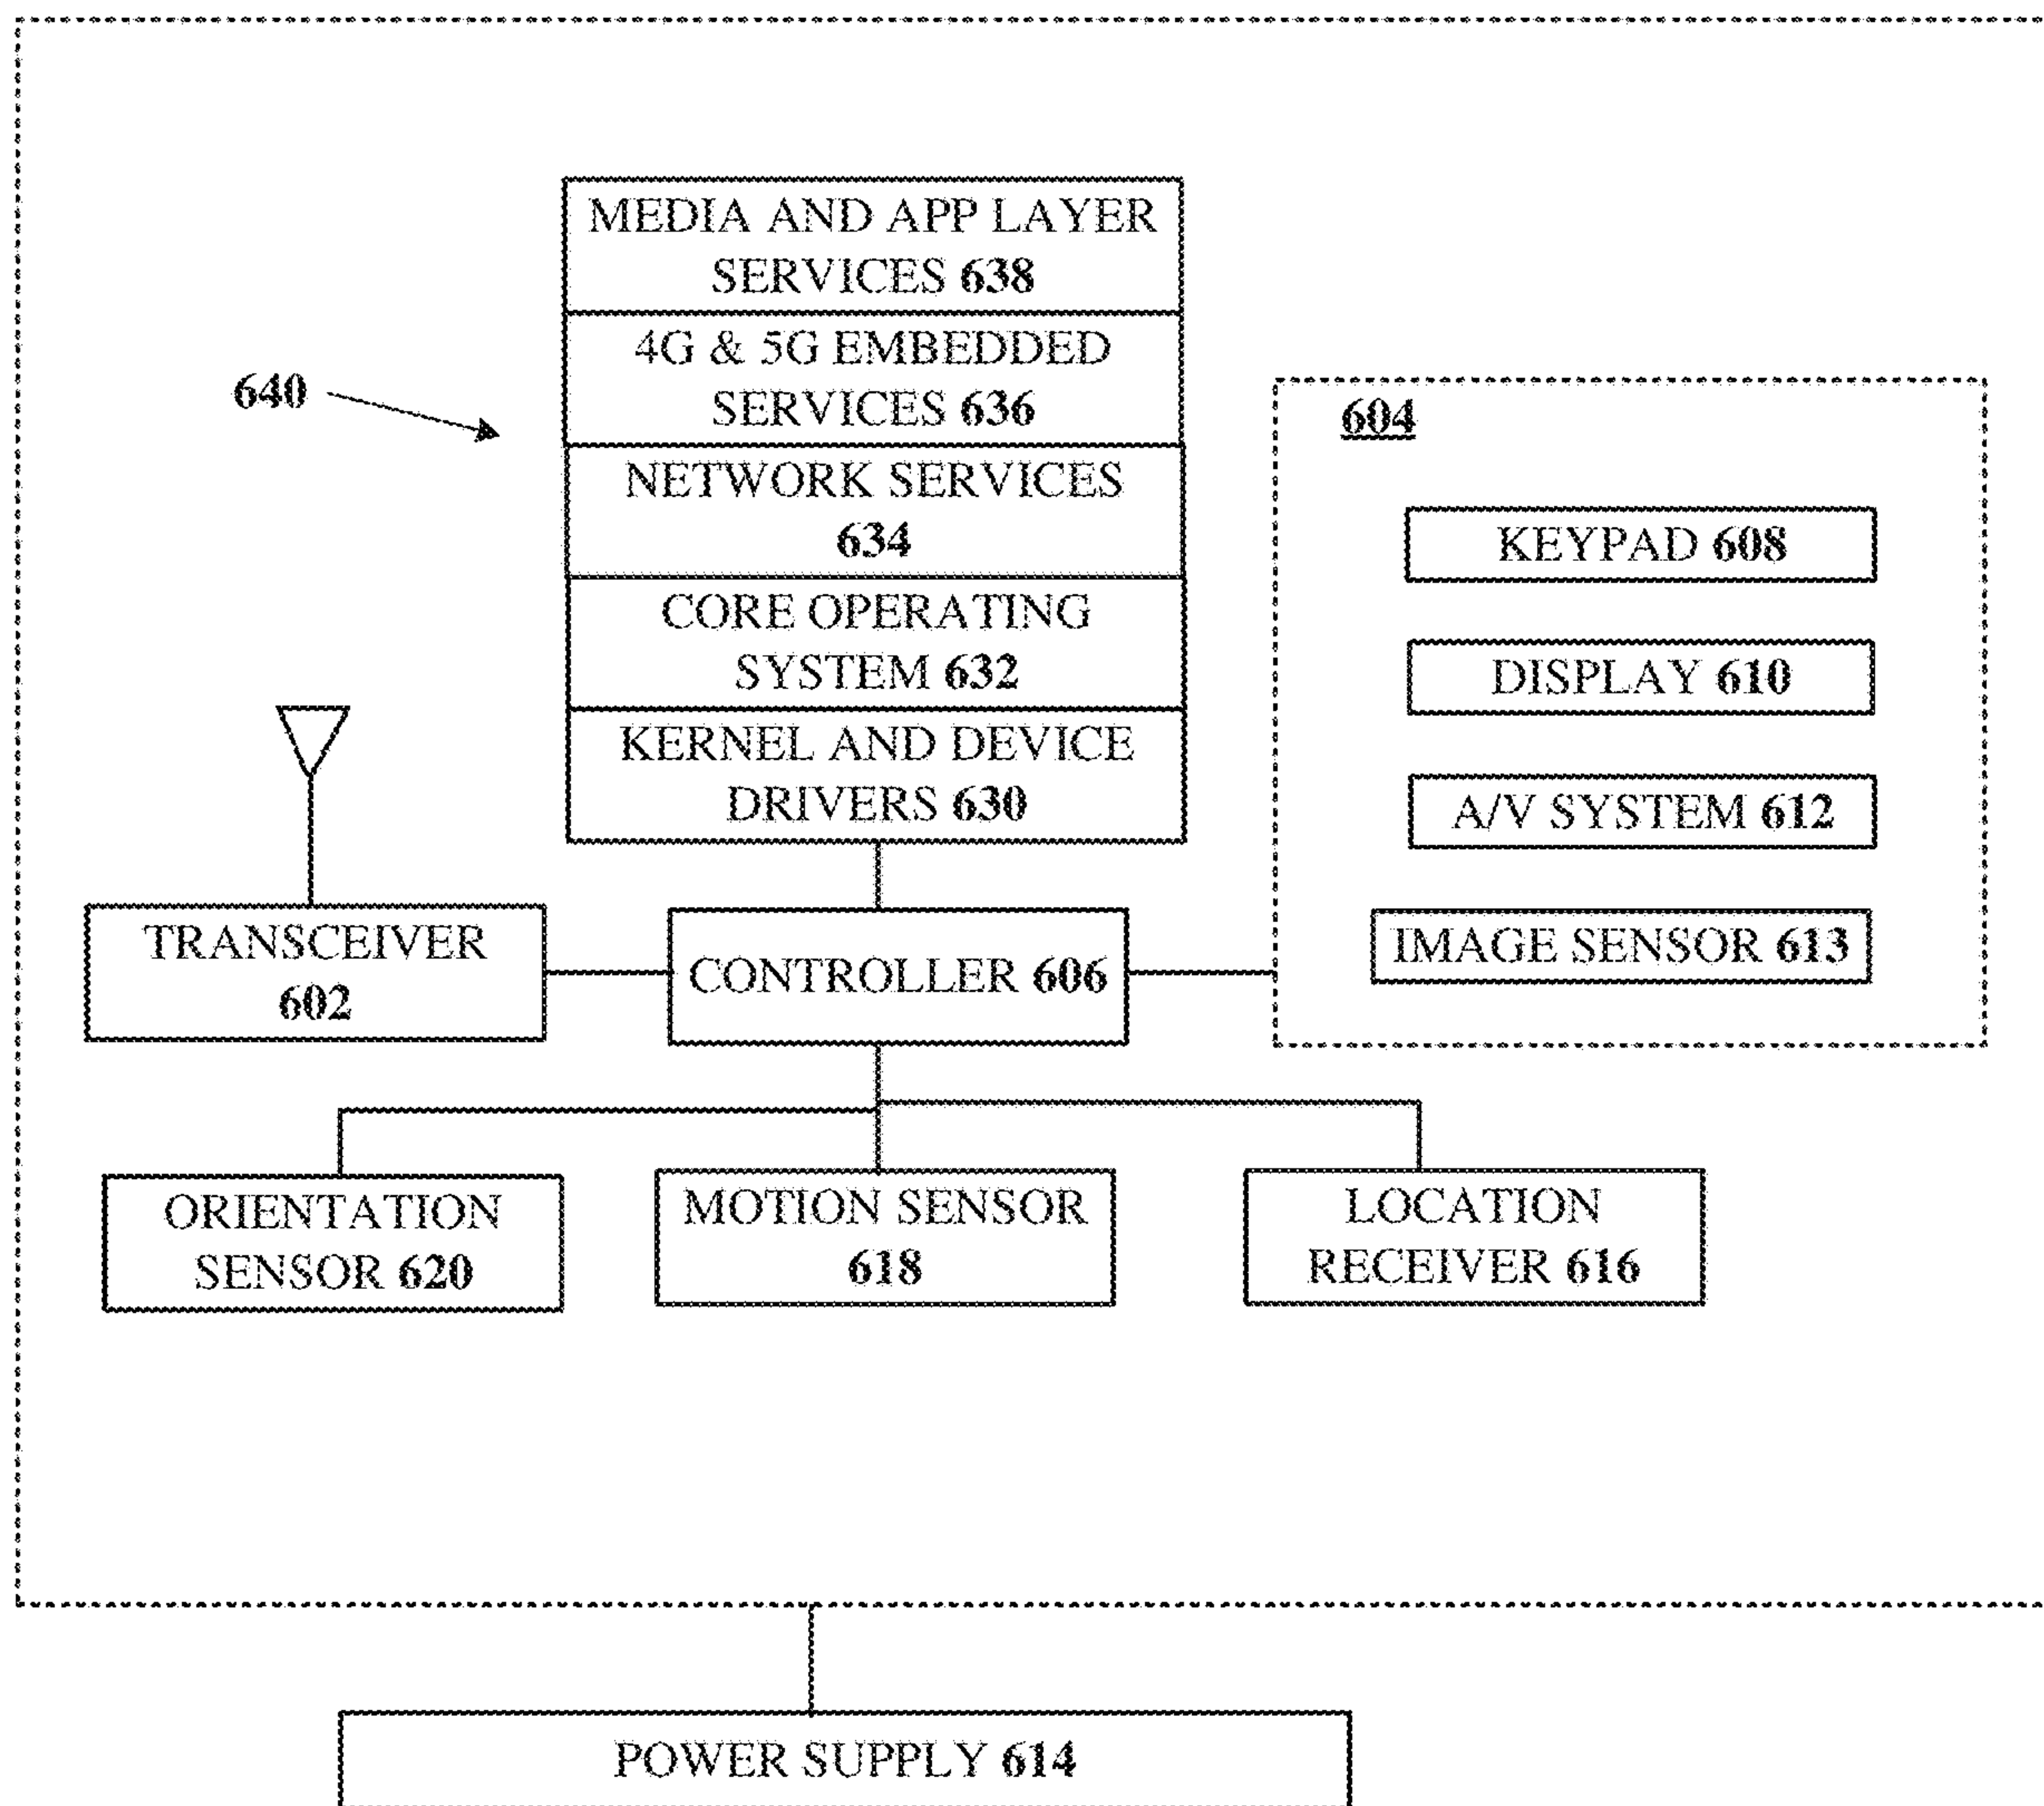 MEDIA AND APP LAYER
SERVICES 638
4G & 5G EMBEDDED
SERVICES 636
640
604
NETWORK SERVICES
634
KEYPAD 608
CORE OPERATING
SYSTEM 632
DISPLAY 610
KERNEL AND DEVICE
DRIVERS 630
A/V SYSTEM 612
TRANSCEIVER
602
CONTROLLER 606
IMAGE SENSOR 613
ORIENTATION
SENSOR 620
MOTION SENSOR
618
LOCATION
RECEIVER 616
POWER SUPPLY 614